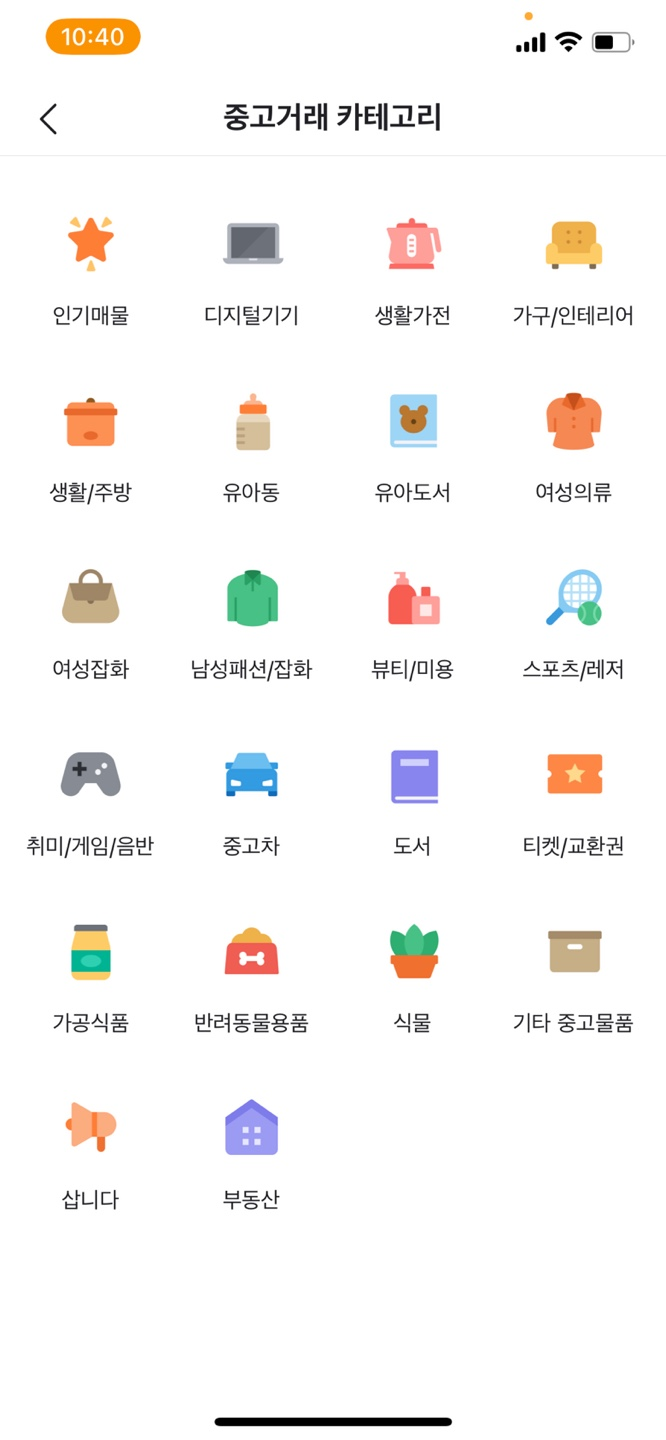 10:40
중고거래 카테고리
인기매물 디지털기기 생활가전 가구/인테리어
생활/주방 유아동 유아도서 여성의류
여성잡화 남성패션/잡화 뷰티/미용 스포츠/레저
취미/게임/음반 중고차 도서 티켓/교환권
가공식품 반려동물용품 식물 기타 중고물품
삽니다 부동산